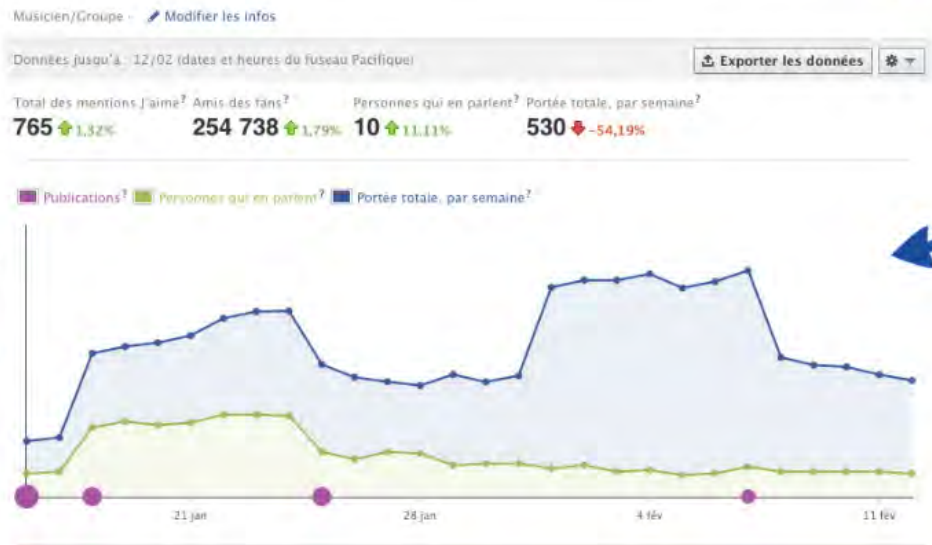 Musicien/Groupe · Modifier les infos
Données jusqu'à : 12/02 (dates et heures du fuseau Pacifique)
Exporter les données
Total des mentions J'aime? Amis des fans? Personnes qui en parlent? Portée totale, par semaine?
765 1,32% 254 738 1,79% 10 11,11% 530 -54,19%
Publications? Personnes qui en parlent? Portée totale, par semaine?
21 jan 28 jan 4 fév 11 fév